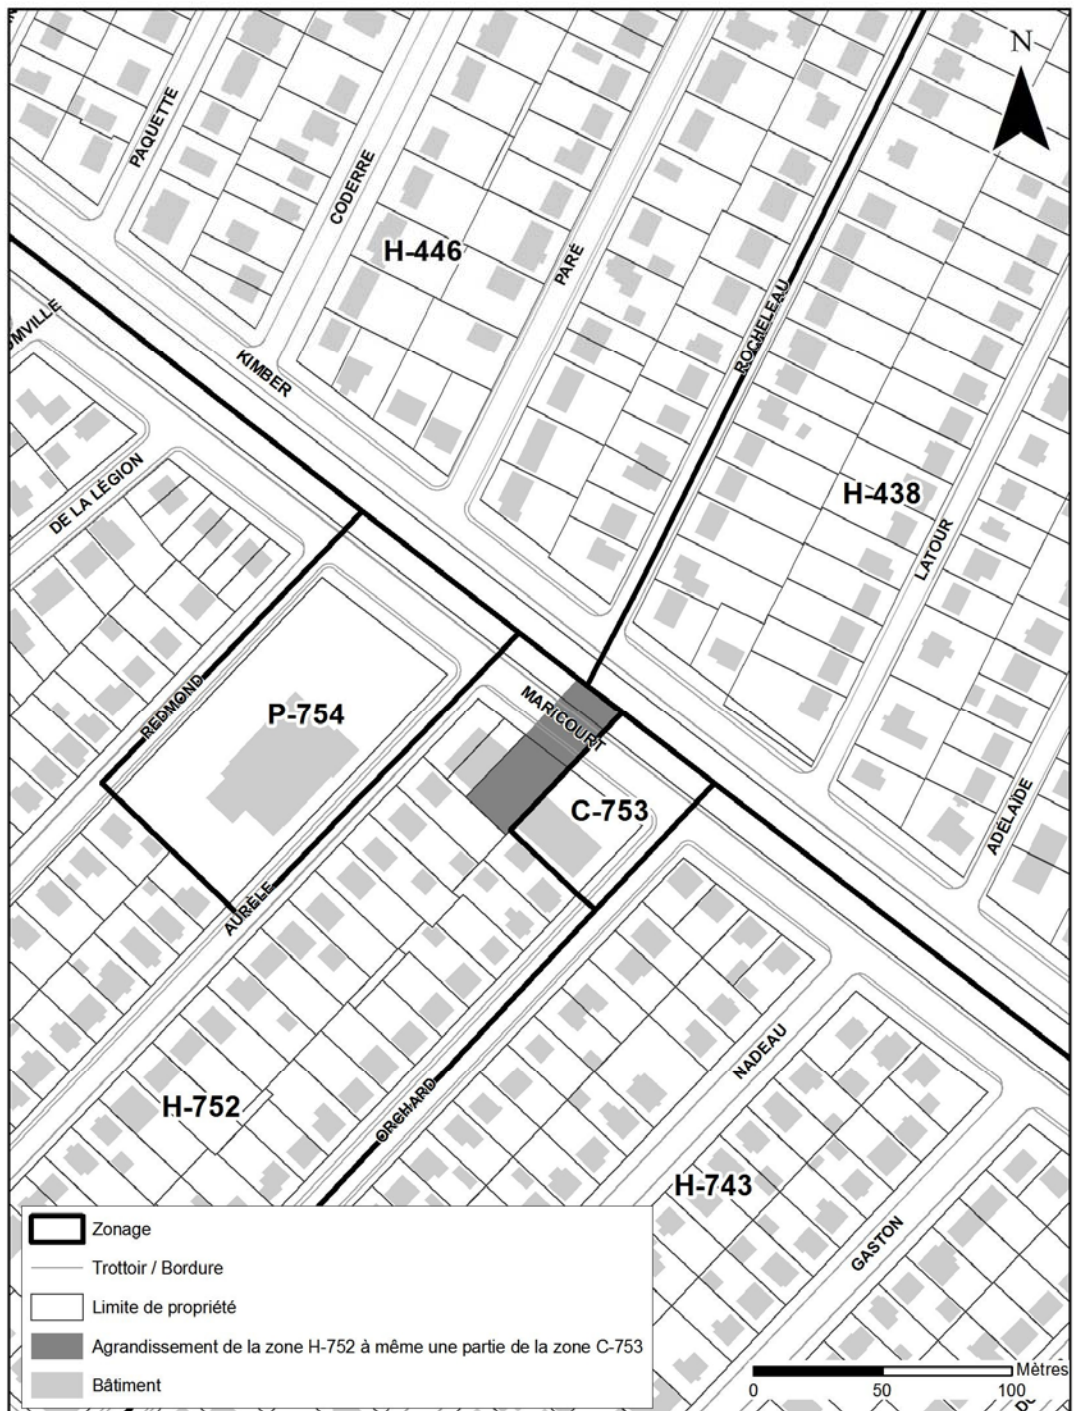 N
PAQUETTE
CODERRE
H-446
PARÉ
ROCHELEAU
KIMBER
DE LA LÉGION
H-438
LATOUR
REDMOND
P-754
MARICOURT
C-753
ADÉLAÏDE
AURÈLE
NADEAU
H-752
ORCHARD
H-743
GASTON
Zonage
Trottoir / Bordure
Limite de propriété
Agrandissement de la zone H-752 à même une partie de la zone C-753
Bâtiment
Mètres
0 50 100